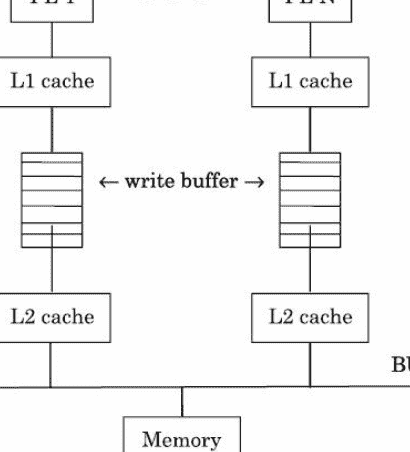 L1 cache L1 cache
← write buffer →
L2 cache L2 cache
Memory